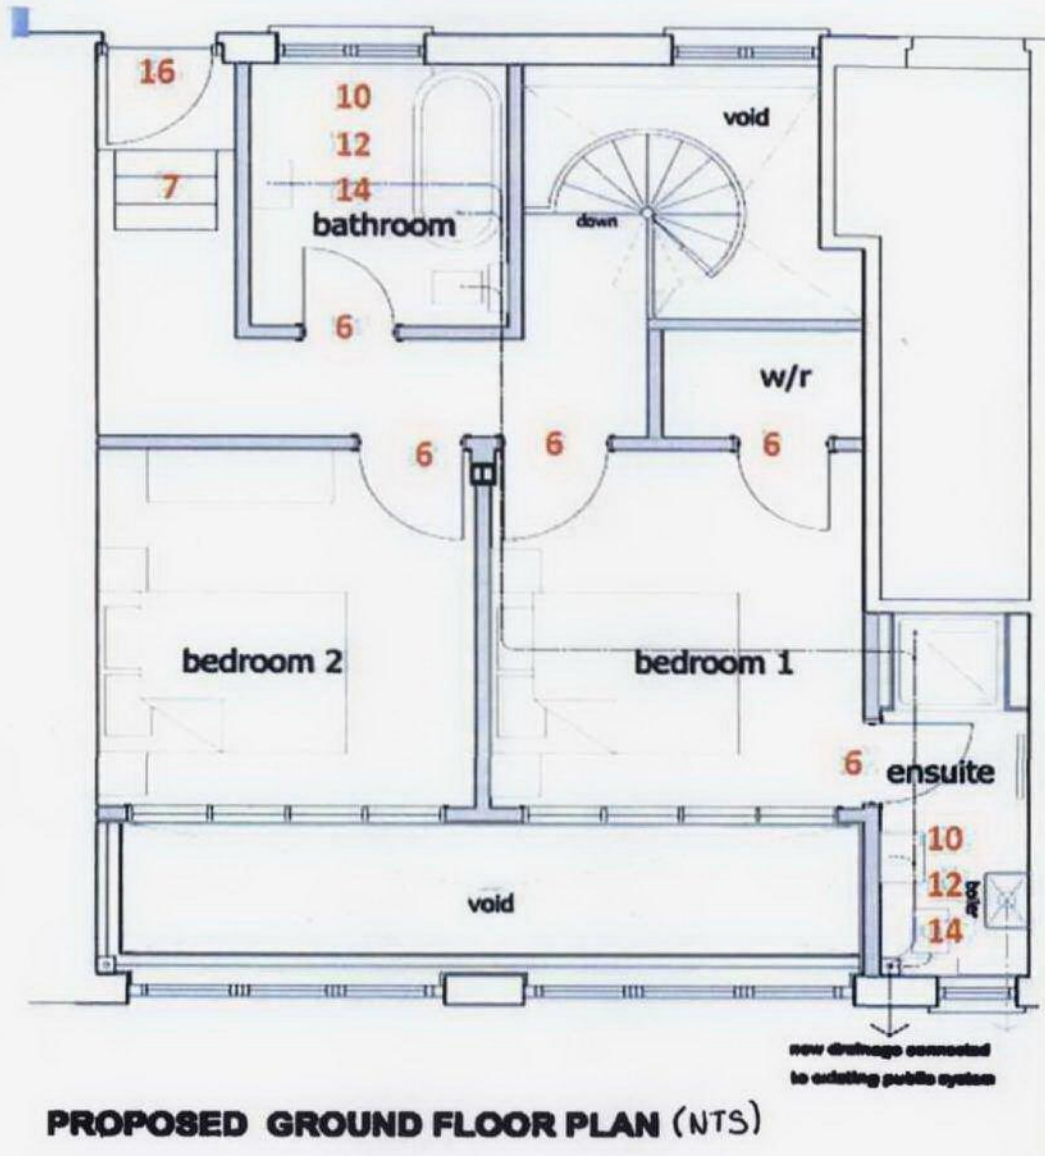 16
10
void
12
7
14
bathroom
down
6
w/r
6
6
6
bedroom 2
bedroom 1
6
ensuite
10
12
boiler
void
14
new drainage connected
to existing public system
PROPOSED GROUND FLOOR PLAN (NTS)